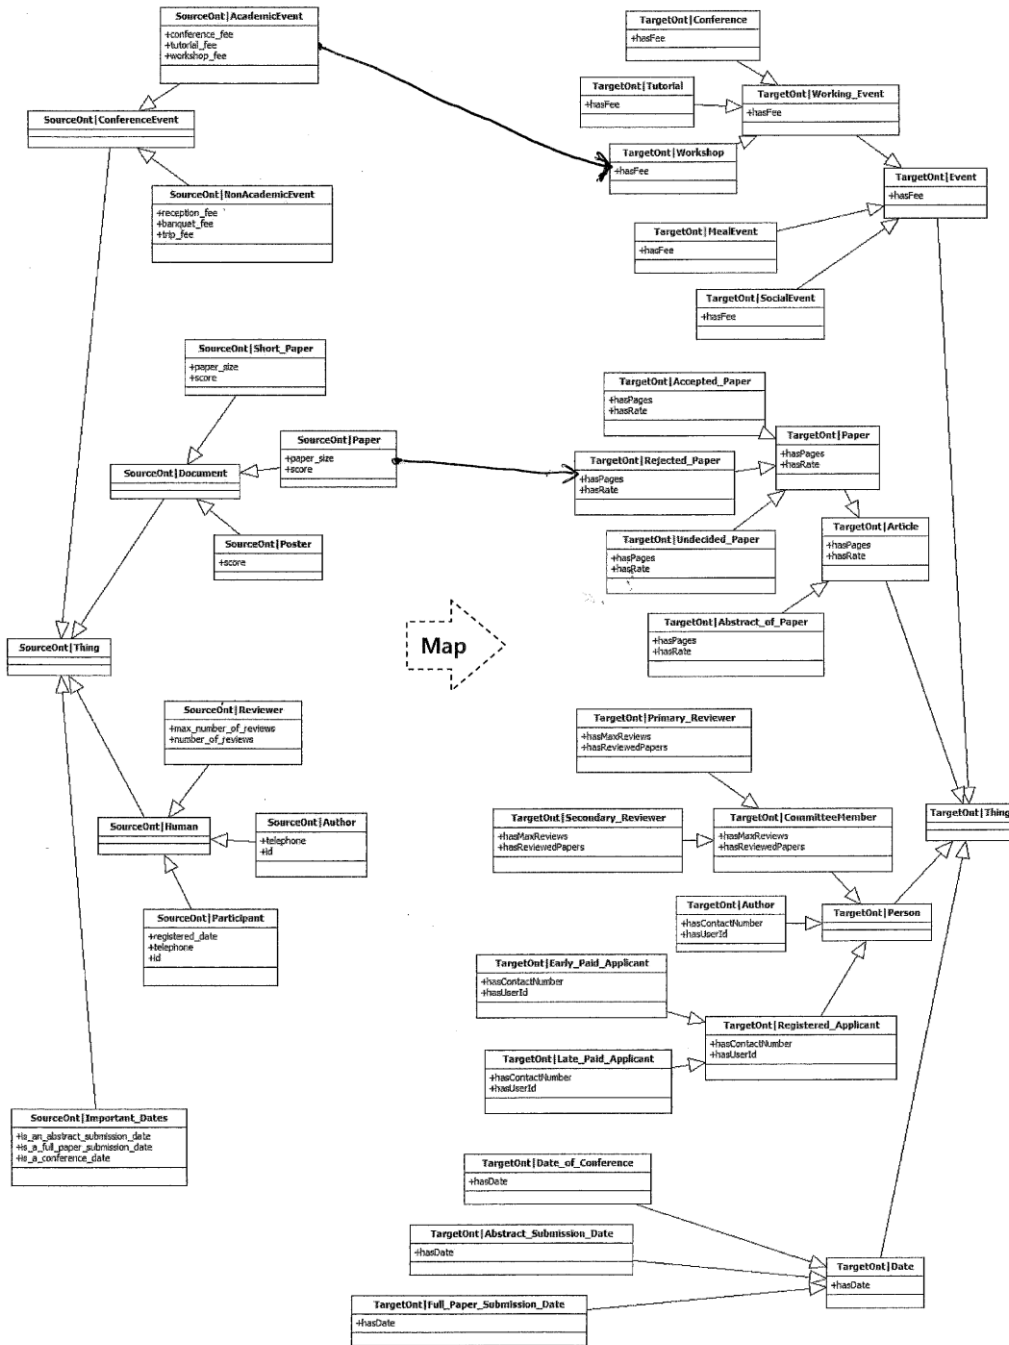 SourceOnt|AcademicEvent
+conference_fee
+tutorial_fee
+workshop_fee
SourceOnt|ConferenceEvent
SourceOnt|NonAcademicEvent
+reception_fee
+banquet_fee
+trip_fee
SourceOnt|Short_Paper
+paper_size
+score
SourceOnt|Paper
+paper_size
+score
SourceOnt|Document
SourceOnt|Poster
+score
SourceOnt|Thing
SourceOnt|Reviewer
+max_number_of_reviews
+number_of_reviews
SourceOnt|Human
SourceOnt|Author
+telephone
+id
SourceOnt|Participant
+registered_date
+telephone
+id
SourceOnt|Important_Dates
+is_an_abstract_submission_date
+is_a_full_paper_submission_date
+is_a_conference_date
Map
TargetOnt|Conference
+hasFee
TargetOnt|Tutorial
+hasFee
TargetOnt|Working_Event
+hasFee
TargetOnt|Workshop
+hasFee
TargetOnt|Event
+hasFee
TargetOnt|MealEvent
+hasFee
TargetOnt|SocialEvent
+hasFee
TargetOnt|Accepted_Paper
+hasPages
+hasRate
TargetOnt|Paper
+hasPages
+hasRate
TargetOnt|Rejected_Paper
+hasPages
+hasRate
TargetOnt|Undecided_Paper
+hasPages
+hasRate
TargetOnt|Article
+hasPages
+hasRate
TargetOnt|Abstract_of_Paper
+hasPages
+hasRate
TargetOnt|Primary_Reviewer
+hasMaxReviews
+hasReviewedPapers
TargetOnt|Secoudary_Reviewer
+hasMaxReviews
+hasReviewedPapers
TargetOnt|CommitteeMember
+hasMaxReviews
+hasReviewedPapers
TargetOnt|Thing
TargetOnt|Author
+hasContactNumber
+hasUserId
TargetOnt|Person
TargetOnt|Early_Paid_Applicant
+hasContactNumber
+hasUserId
TargetOnt|Registered_Applicant
+hasContactNumber
+hasUserId
TargetOnt|Late_Paid_Applicant
+hasContactNumber
+hasUserId
TargetOnt|Date_of_Conference
+hasDate
TargetOnt|Abstract_Submission_Date
+hasDate
TargetOnt|Date
+hasDate
TargetOnt|Full_Paper_Submission_Date
+hasDate